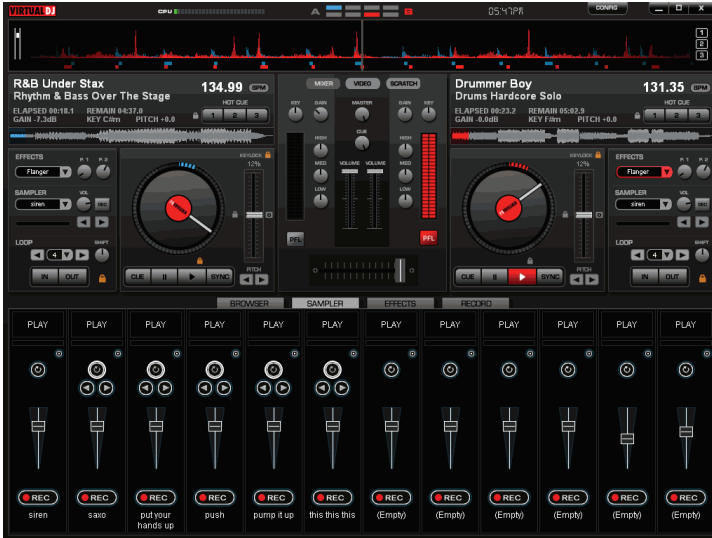 VIRTUAL DJ
CPU
A
B
05:47PM
CONFIG
1
2
3
R&B Under Stax
134.99 BPM
Rhythm & Bass Over The Stage
HOT CUE
ELAPSED 00:18.1 REMAIN 04:37.0
GAIN -7.3dB KEY C#m PITCH +0.0
1 2 3
MIXER VIDEO SCRATCH
KEY GAIN MASTER GAIN KEY
CUE
HIGH HIGH
MED VOLUME VOLUME MED
LOW LOW
PFL PFL
Drummer Boy
131.35 BPM
Drums Hardcore Solo
HOT CUE
ELAPSED 00:23.2 REMAIN 05:02.9
GAIN -0.0dB KEY F#m PITCH +0.0
1 2 3
EFFECTS P. 1 P. 2
Flanger
SAMPLER VOL
siren REC
LOOP SHIFT
4
IN OUT
KEYLOCK
12%
CUE SYNC
PITCH
KEYLOCK
12%
CUE SYNC
PITCH
EFFECTS P. 1 P. 2
Flanger
SAMPLER VOL
siren REC
LOOP SHIFT
4
IN OUT
BROWSER SAMPLER EFFECTS RECORD
PLAY PLAY PLAY PLAY PLAY PLAY PLAY PLAY PLAY PLAY PLAY PLAY
REC REC REC REC REC REC REC REC REC REC REC REC
siren saxo put your push pump it up this this this (Empty) (Empty) (Empty) (Empty) (Empty) (Empty)
hands up